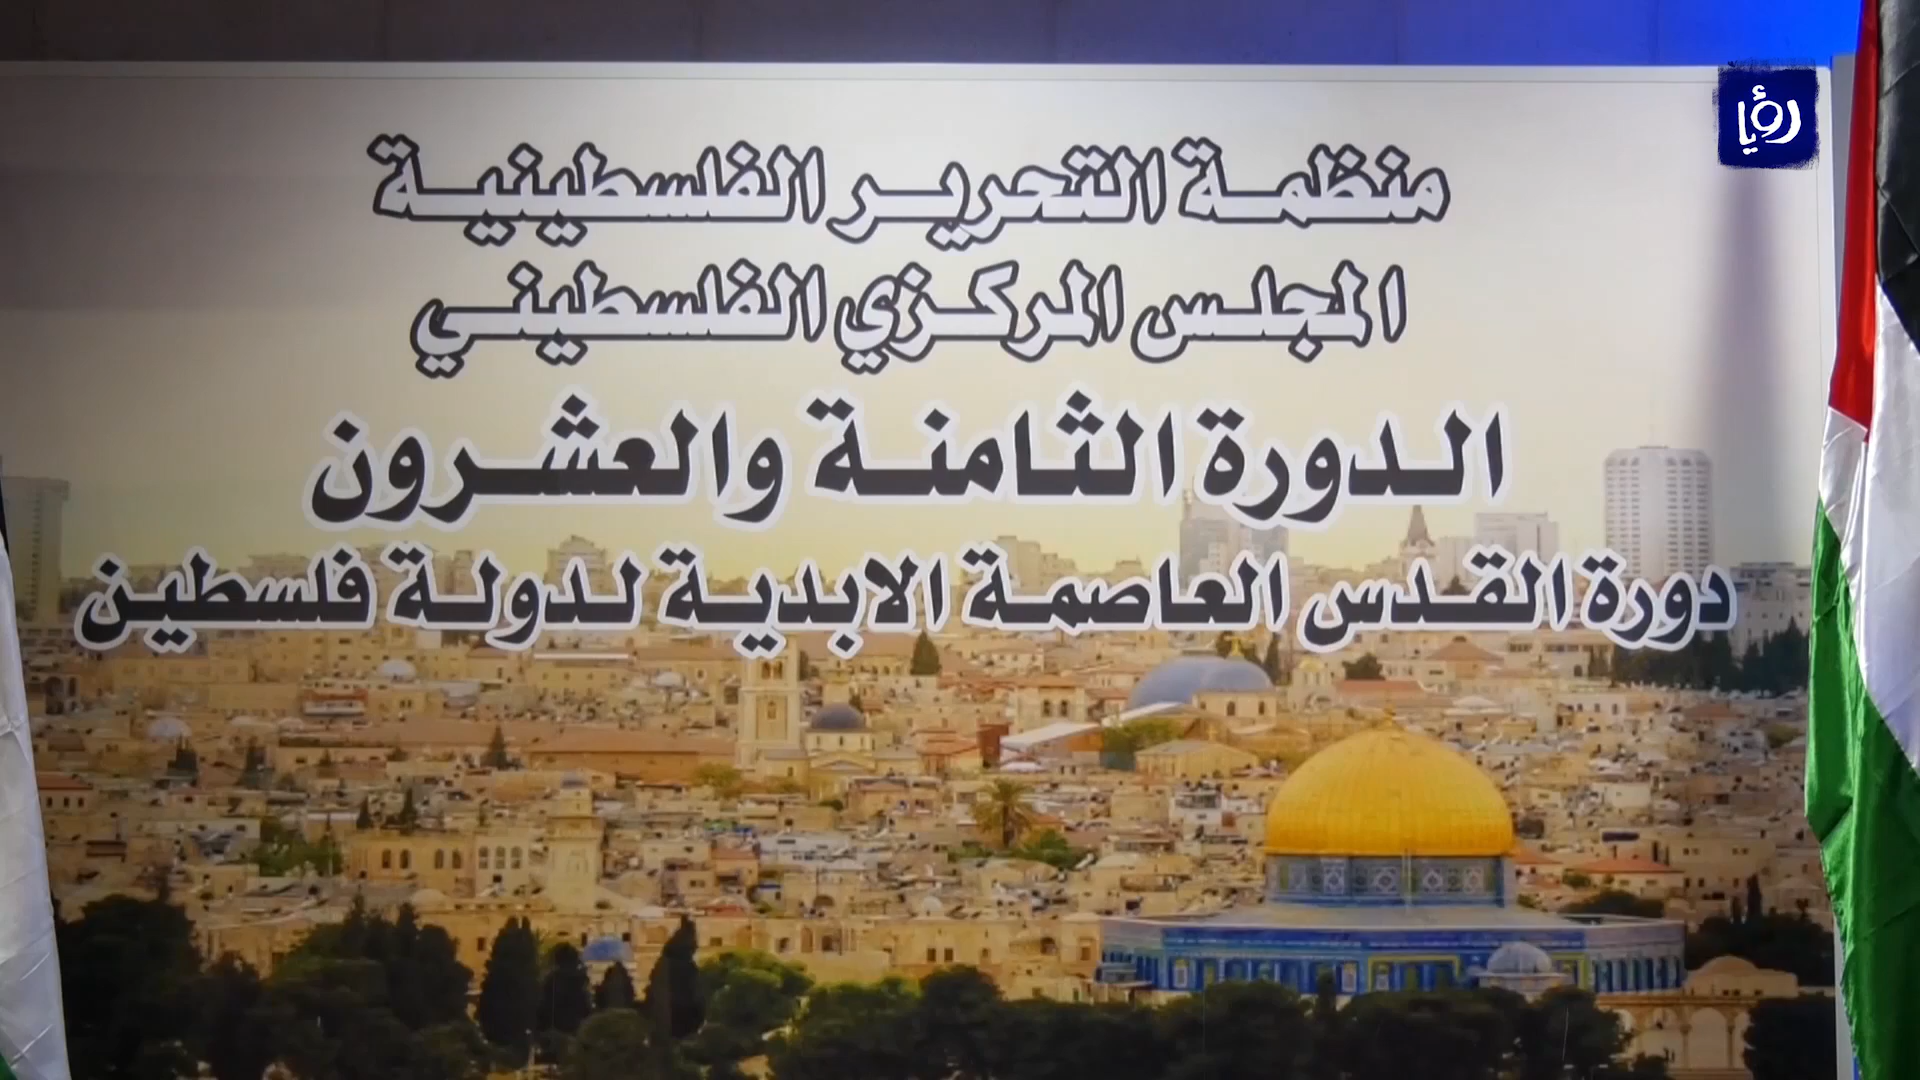 رؤيا
منظمة التحرير الفلسطينية
المجلس المركزي الفلسطيني
الدورة الثامنة والعشرون
دورة القدس العاصمة الابدية لدولة فلسطين